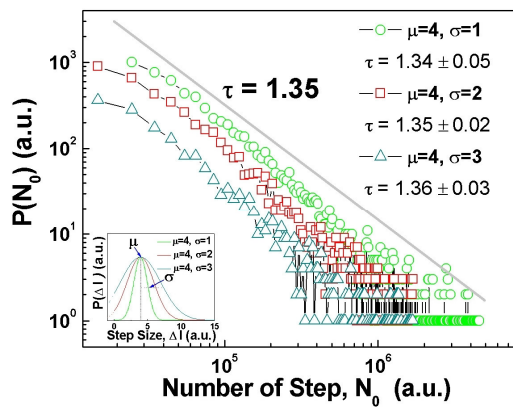 μ=4, σ=1
τ = 1.34 ± 0.05
μ=4, σ=2
τ = 1.35 ± 0.02
μ=4, σ=3
τ = 1.36 ± 0.03
τ = 1.35
P(N₀) (a.u.)
10³
10²
10¹
10⁰
10⁵
10⁶
Number of Step, N₀ (a.u.)
μ
σ
μ=4, σ=1
μ=4, σ=2
μ=4, σ=3
P(Δl) (a.u.)
0 5 10 15
Step Size, Δl (a.u.)